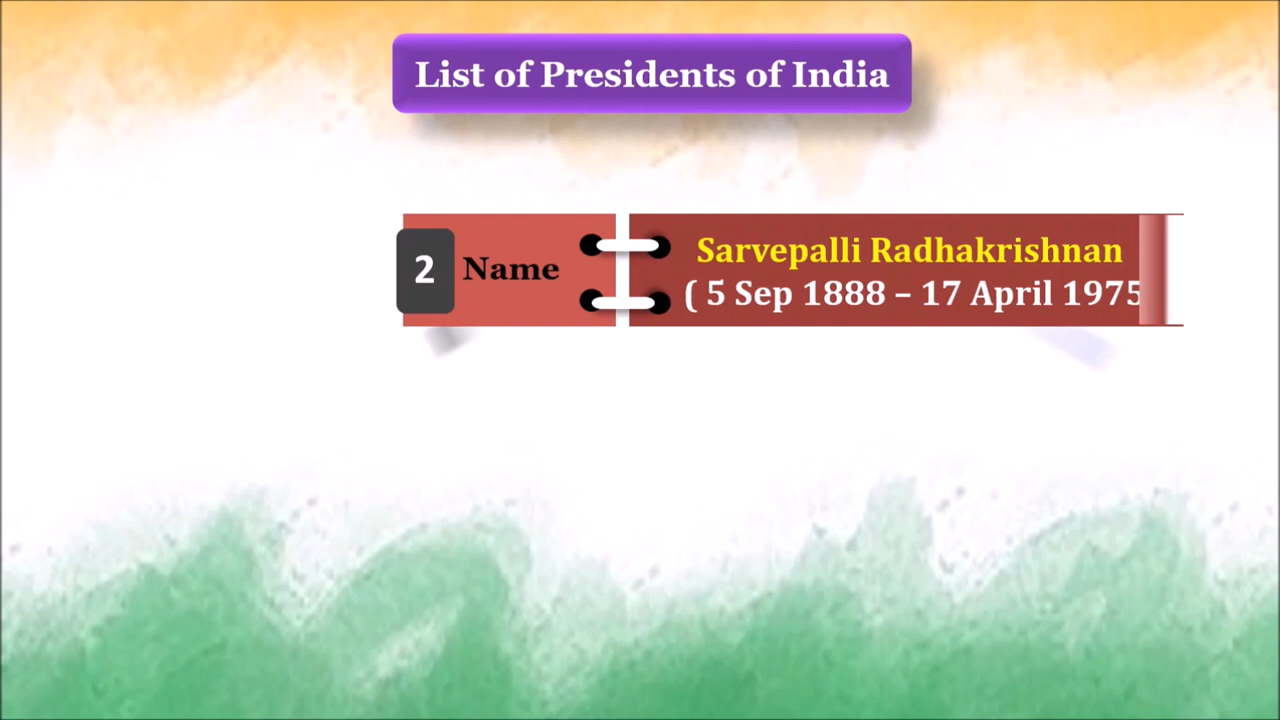 List of Presidents of India
2 Name
Sarvepalli Radhakrishnan
( 5 Sep 1888 – 17 April 1975